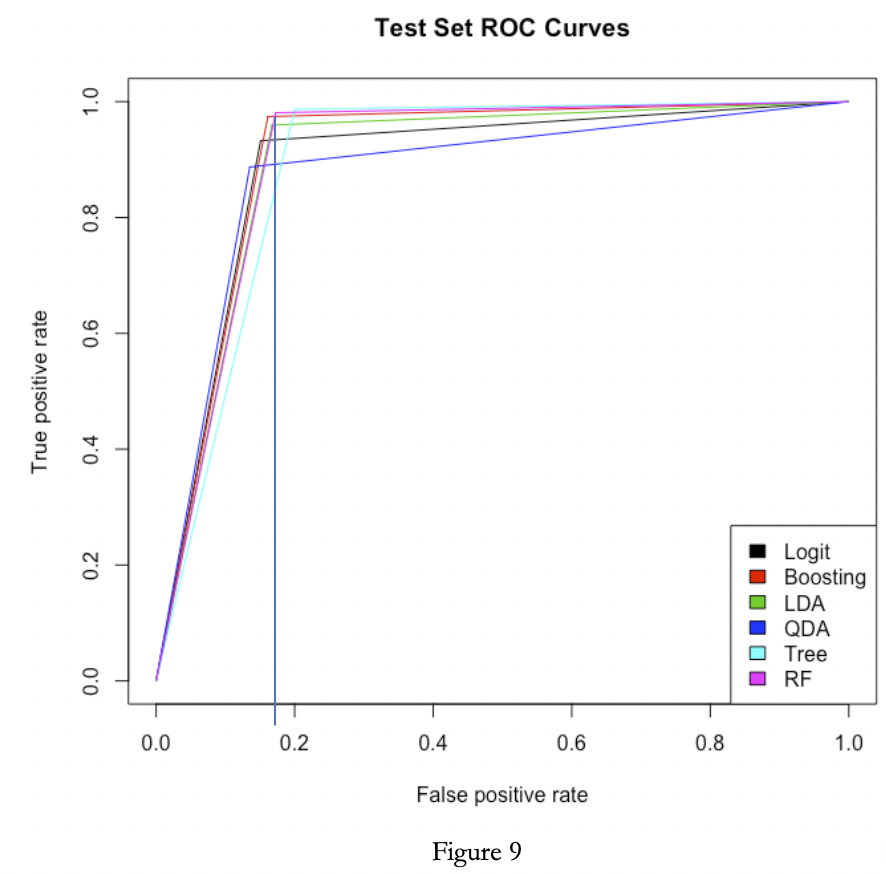 Test Set ROC Curves
True positive rate
1.0
0.8
0.6
0.4
0.2
0.0
Logit
Boosting
LDA
QDA
Tree
RF
0.0 0.2 0.4 0.6 0.8 1.0
False positive rate
Figure 9